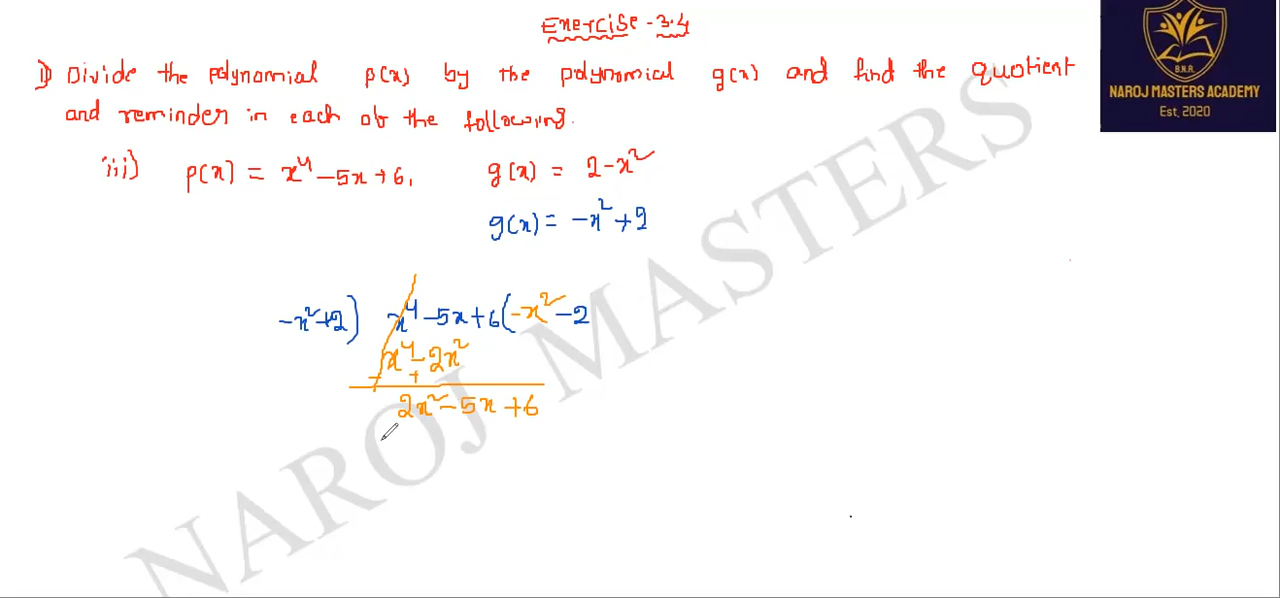 Exercise - 3.4
1) Divide the polynomial p(x) by the polynomial g(x) and find the quotient
and reminder in each of the following.
iii) p(x) = x⁴ - 5x + 6, g(x) = 2 - x²
g(x) = -x² + 2
-x² + 2 ) x⁴ - 5x + 6 ( -x² - 2
x⁴ - 2x²
- +
2x² - 5x + 6
B.N.R.
NAROJ MASTERS ACADEMY
Est. 2020
NAROJ MASTERS